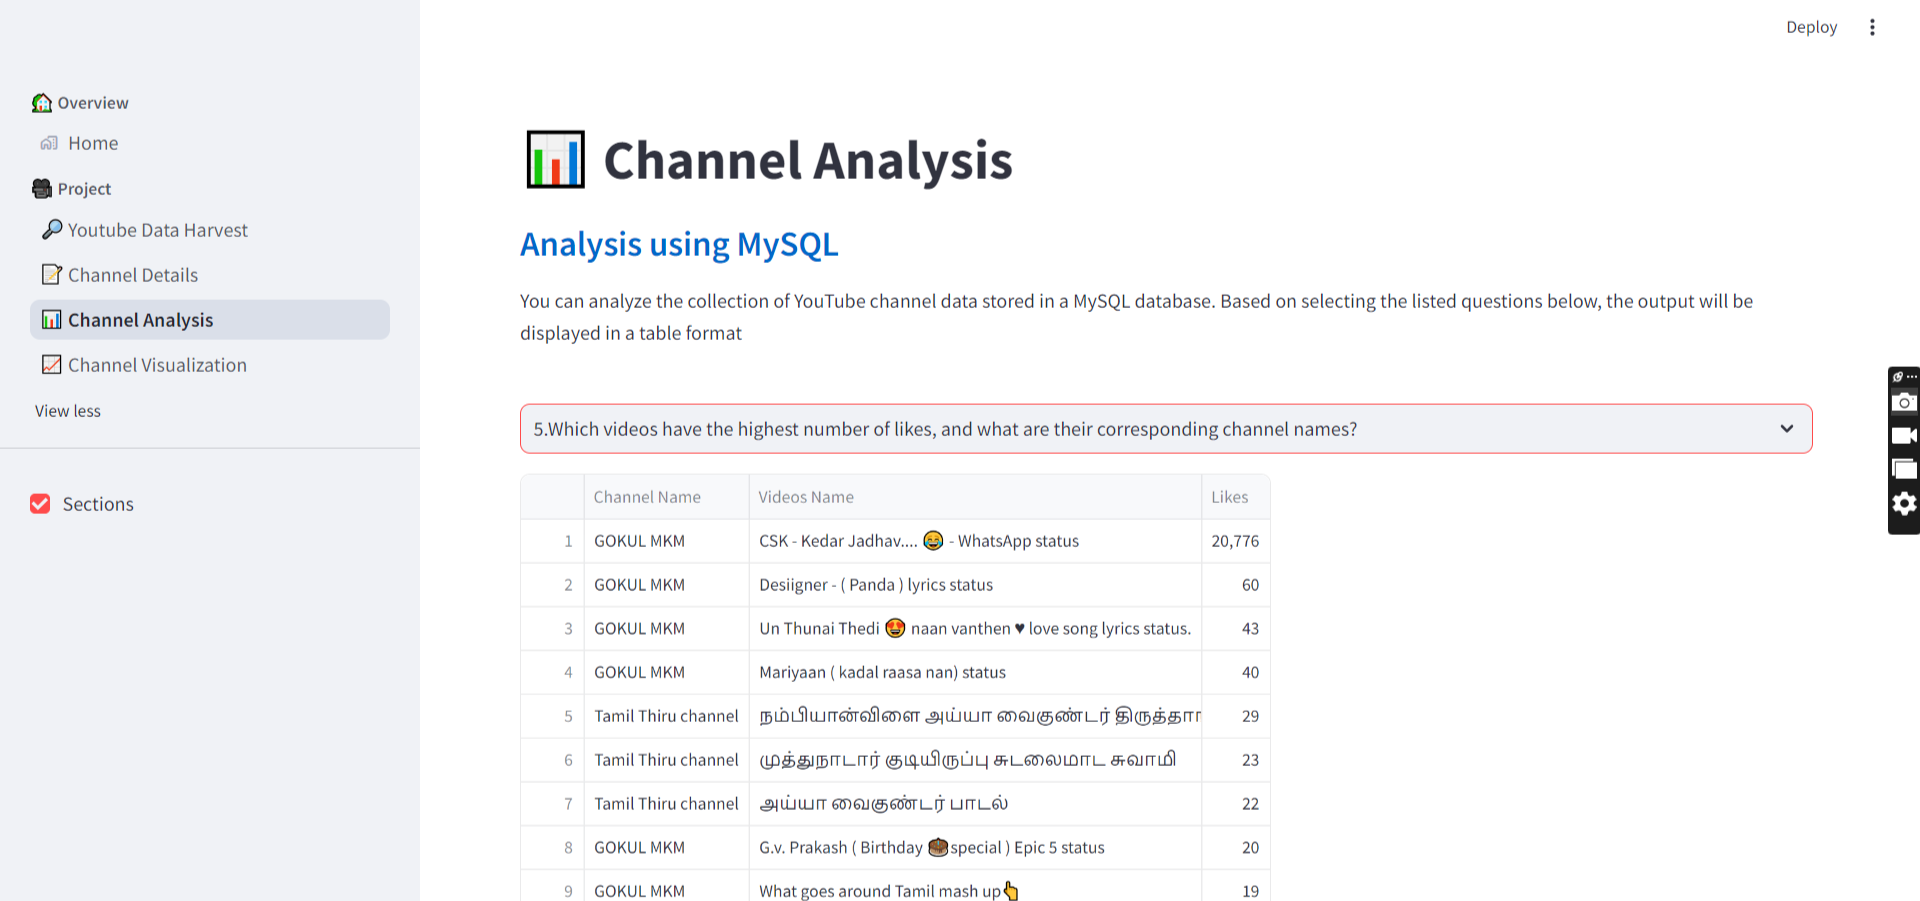 Deploy
Overview
Home
Project
Youtube Data Harvest
Channel Details
Channel Analysis
Channel Visualization
View less
Sections
Channel Analysis
Analysis using MySQL
You can analyze the collection of YouTube channel data stored in a MySQL database. Based on selecting the listed questions below, the output will be
displayed in a table format
5.Which videos have the highest number of likes, and what are their corresponding channel names?
Channel Name Videos Name Likes
1 GOKUL MKM CSK - Kedar Jadhav.... 😂 - WhatsApp status 20,776
2 GOKUL MKM Desiigner - ( Panda ) lyrics status 60
3 GOKUL MKM Un Thunai Thedi 😍 naan vanthen ♥ love song lyrics status. 43
4 GOKUL MKM Mariyaan ( kadal raasa nan) status 40
5 Tamil Thiru channel நம்பியான்விளை அய்யா வைகுண்டர் 29
6 Tamil Thiru channel முத்துநாடார் குடியிருப்பு சுடலைமாட சுவாமி 23
7 Tamil Thiru channel அய்யா வைகுண்டர் பாடல் 22
8 GOKUL MKM G.v. Prakash ( Birthday 🎂special ) Epic 5 status 20
9 GOKUL MKM What goes around Tamil mash up👆 19